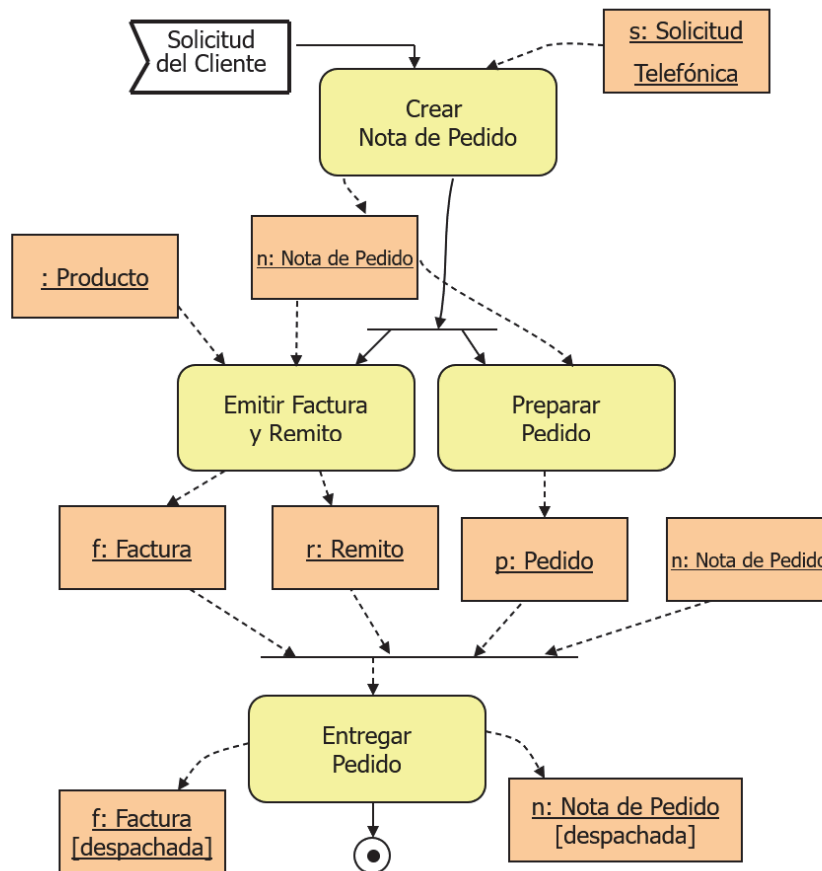 Solicitud
del Cliente
s: Solicitud
Telefónica
Crear
Nota de Pedido
n: Nota de Pedido
: Producto
Emitir Factura
y Remito
Preparar
Pedido
f: Factura
r: Remito
p: Pedido
n: Nota de Pedido
Entregar
Pedido
f: Factura
[despachada]
n: Nota de Pedido
[despachada]